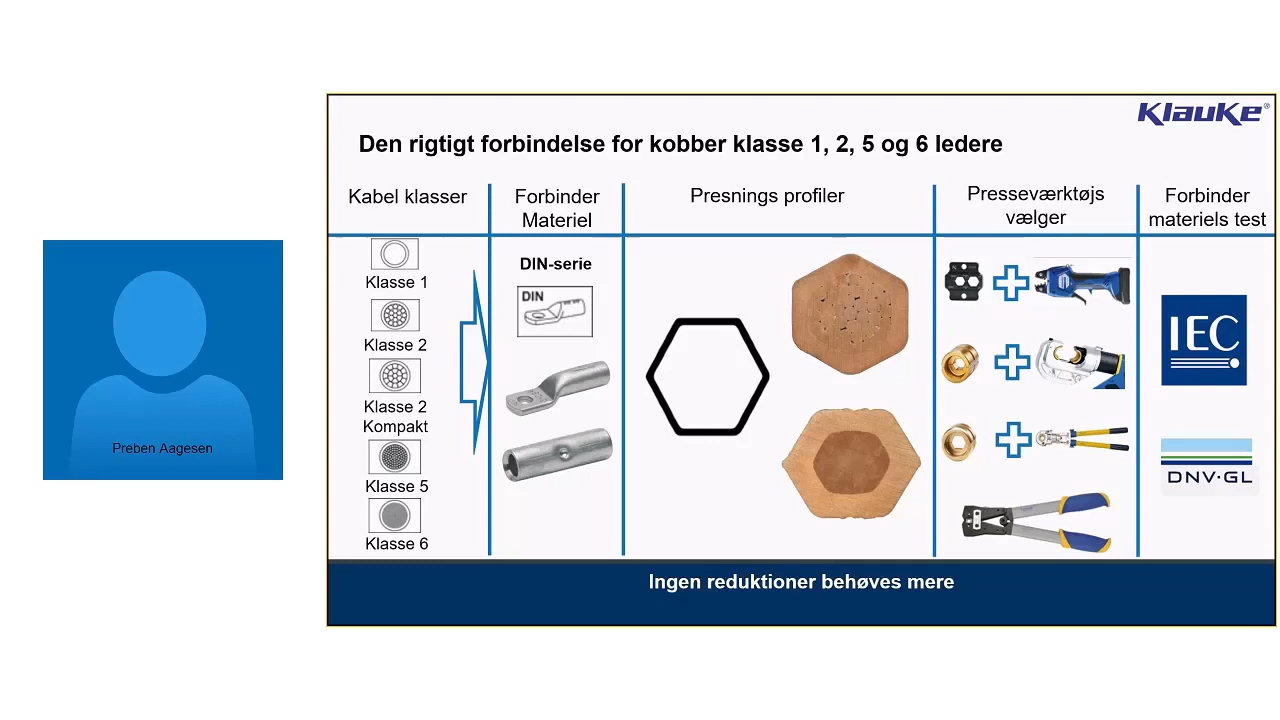 Preben Aagesen
Klauke®
Den rigtigt forbindelse for kobber klasse 1, 2, 5 og 6 ledere
Kabel klasser
Forbinder
Materiel
Presnings profiler
Presseværktøjs
vælger
Forbinder
materiels test
Klasse 1
Klasse 2
Klasse 2
Kompakt
Klasse 5
Klasse 6
DIN-serie
DIN
IEC
DNV·GL
Ingen reduktioner behøves mere